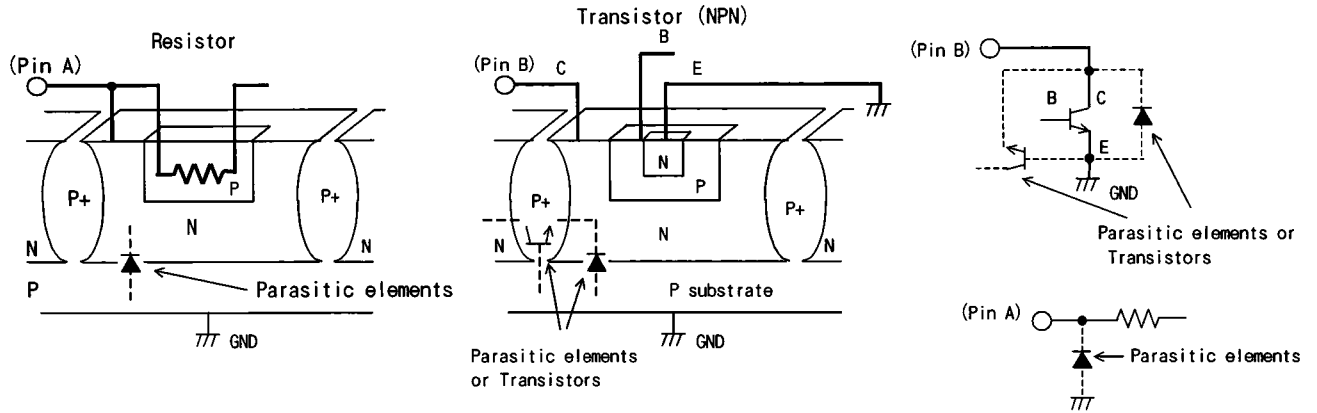 Resistor
(Pin A)
P+
P
P+
N
N
N
P
Parasitic elements
GND
Transistor (NPN)
B
(Pin B)
C
E
N
P
P+
P+
N
N
N
P substrate
GND
Parasitic elements
or Transistors
(Pin B)
B
C
E
GND
Parasitic elements or
Transistors
(Pin A)
Parasitic elements